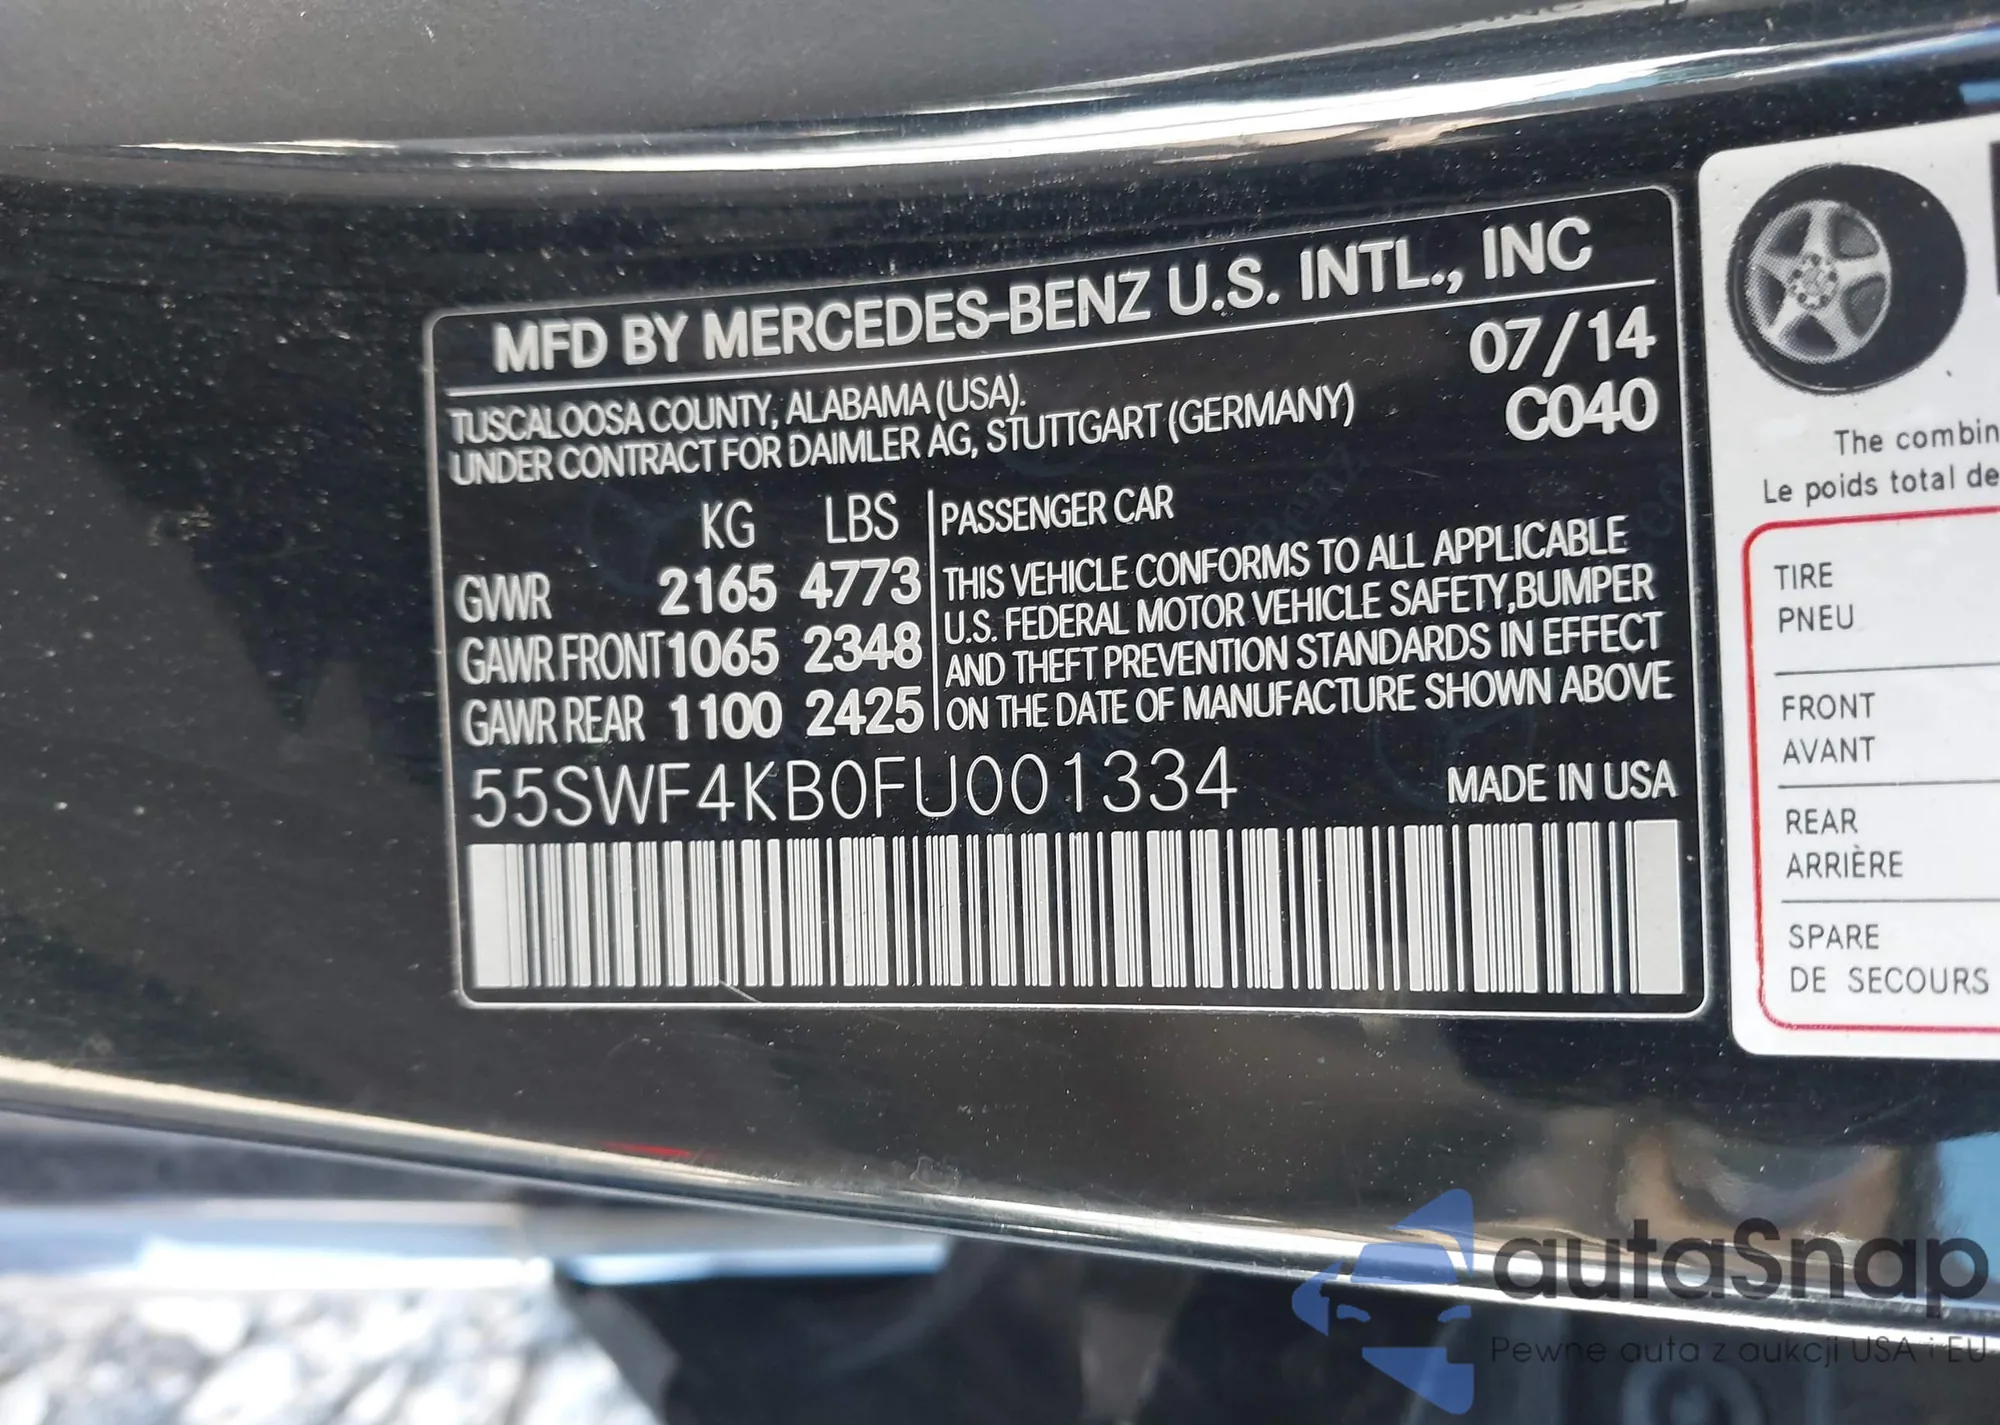 MFD BY MERCEDES-BENZ U.S. INTL., INC
07/14
TUSCALOOSA COUNTY, ALABAMA (USA).
UNDER CONTRACT FOR DAIMLER AG, STUTTGART (GERMANY)
C040
KG LBS
GVWR 2165 4773
GAWR FRONT 1065 2348
GAWR REAR 1100 2425
PASSENGER CAR
THIS VEHICLE CONFORMS TO ALL APPLICABLE
U.S. FEDERAL MOTOR VEHICLE SAFETY,BUMPER
AND THEFT PREVENTION STANDARDS IN EFFECT
ON THE DATE OF MANUFACTURE SHOWN ABOVE
55SWF4KB0FU001334
MADE IN USA
The combin
Le poids total de
TIRE
PNEU
FRONT
AVANT
REAR
ARRIÈRE
SPARE
DE SECOURS
autaSnap
Pewne auta z aukcji USA i EU